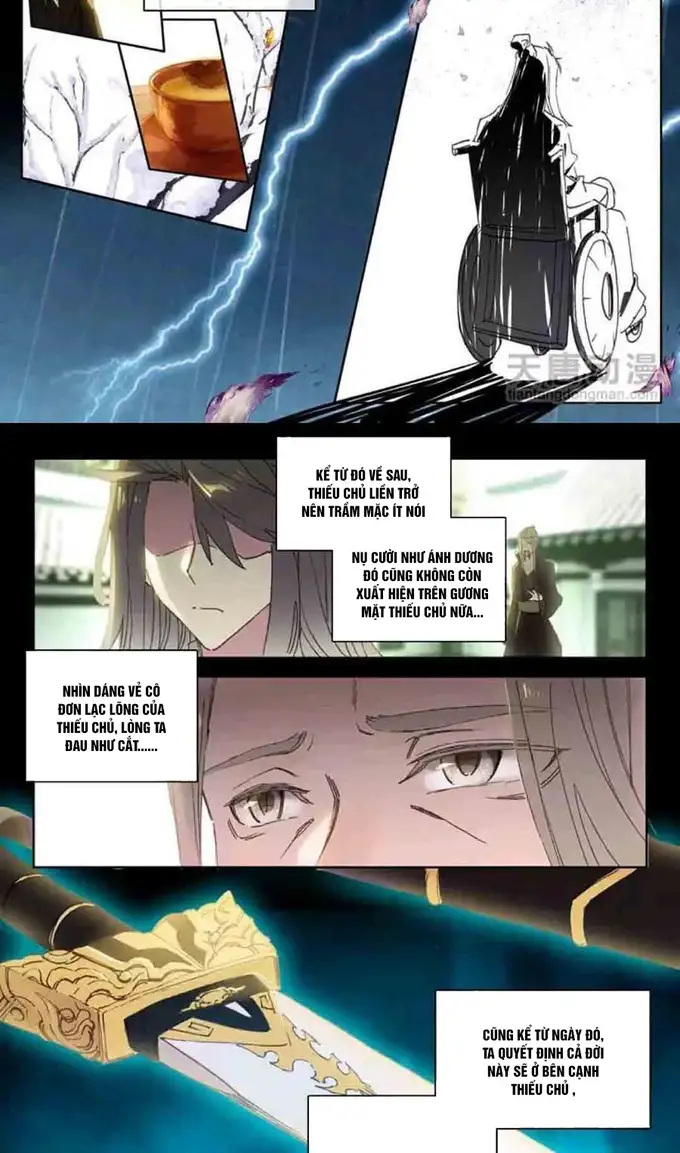 天唐动漫
tiantangdongman.com
KỂ TỪ ĐÓ VỀ SAU,
THIẾU CHỦ LIỀN TRỞ
NÊN TRẦM MẶC ÍT NÓI
NỤ CƯỜI NHƯ ÁNH DƯƠNG
ĐÓ CŨNG KHÔNG CÒN
XUẤT HIỆN TRÊN GƯƠNG
MẶT THIẾU CHỦ NỮA...
NHÌN DÁNG VẺ CÔ
ĐƠN LẠC LÕNG CỦA
THIẾU CHỦ, LÒNG TA
ĐAU NHƯ CẮT......
CŨNG KỂ TỪ NGÀY ĐÓ,
TA QUYẾT ĐỊNH CẢ ĐỜI
NÀY SẼ Ở BÊN CẠNH
THIẾU CHỦ ,